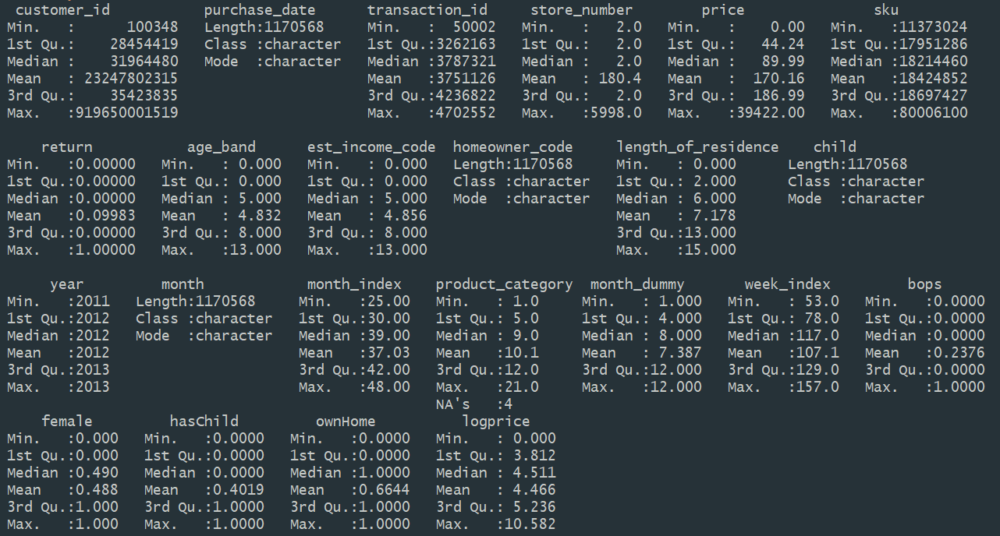 customer_id           purchase_date      transaction_id     store_number        price               sku
Min.   :      100348   Length:1170568     Min.   :  50002   Min.   :   2.0   Min.   :    0.00   Min.   :11373024
1st Qu.:    28454419   Class :character   1st Qu.:3262163   1st Qu.:   2.0   1st Qu.:   44.24   1st Qu.:17951286
Median :    31964480   Mode  :character   Median :3787321   Median :   2.0   Median :   89.99   Median :18214460
Mean   : 23247802315                      Mean   :3751126   Mean   : 180.4   Mean   :  170.16   Mean   :18424852
3rd Qu.:    35423835                      3rd Qu.:4236822   3rd Qu.:   2.0   3rd Qu.:  186.99   3rd Qu.:18697427
Max.   :919650001519                      Max.   :4702552   Max.   :5998.0   Max.   :39422.00   Max.   :80006100
    return           age_band      est_income_code  homeowner_code     length_of_residence    child
Min.   :0.00000   Min.   : 0.000   Min.   : 0.000   Length:1170568     Min.   : 0.000      Length:1170568
1st Qu.:0.00000   1st Qu.: 0.000   1st Qu.: 0.000   Class :character   1st Qu.: 2.000      Class :character
Median :0.00000   Median : 5.000   Median : 5.000   Mode  :character   Median : 6.000      Mode  :character
Mean   :0.09983   Mean   : 4.832   Mean   : 4.856                      Mean   : 7.178
3rd Qu.:0.00000   3rd Qu.: 8.000   3rd Qu.: 8.000                      3rd Qu.:13.000
Max.   :1.00000   Max.   :13.000   Max.   :13.000                      Max.   :15.000
     year         month            month_index    product_category  month_dummy       week_index         bops
Min.   :2011   Length:1170568     Min.   :25.00   Min.   : 1.0     Min.   : 1.000   Min.   : 53.0   Min.   :0.0000
1st Qu.:2012   Class :character   1st Qu.:30.00   1st Qu.: 5.0     1st Qu.: 4.000   1st Qu.: 78.0   1st Qu.:0.0000
Median :2012   Mode  :character   Median :39.00   Median : 9.0     Median : 8.000   Median :117.0   Median :0.0000
Mean   :2012                      Mean   :37.03   Mean   :10.1     Mean   : 7.387   Mean   :107.1   Mean   :0.2376
3rd Qu.:2013                      3rd Qu.:42.00   3rd Qu.:12.0     3rd Qu.:12.000   3rd Qu.:129.0   3rd Qu.:0.0000
Max.   :2013                      Max.   :48.00   Max.   :21.0     Max.   :12.000   Max.   :157.0   Max.   :1.0000
NA's   :4
    female         hasChild         ownHome          logprice
Min.   :0.000   Min.   :0.0000   Min.   :0.0000   Min.   : 0.000
1st Qu.:0.000   1st Qu.:0.0000   1st Qu.:0.0000   1st Qu.: 3.812
Median :0.490   Median :0.0000   Median :1.0000   Median : 4.511
Mean   :0.488   Mean   :0.4019   Mean   :0.6644   Mean   : 4.466
3rd Qu.:1.000   3rd Qu.:1.0000   3rd Qu.:1.0000   3rd Qu.: 5.236
Max.   :1.000   Max.   :1.0000   Max.   :1.0000   Max.   :10.582